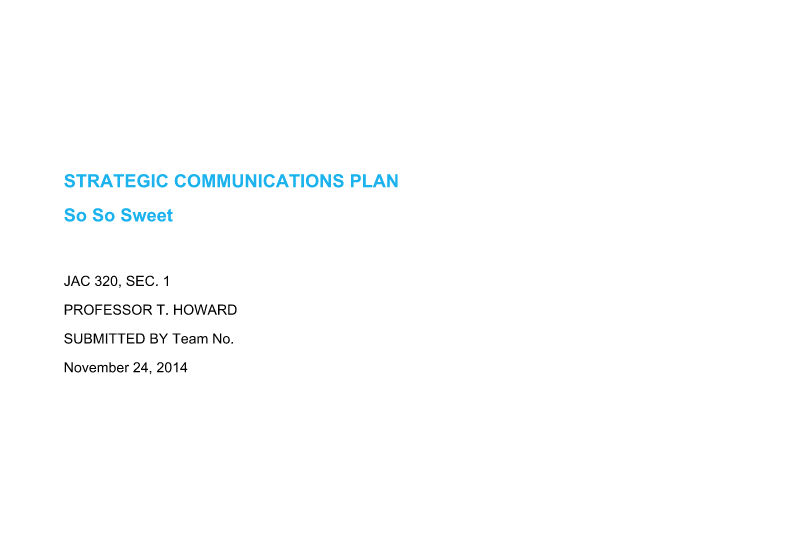 STRATEGIC COMMUNICATIONS PLAN
So So Sweet
JAC 320, SEC. 1
PROFESSOR T. HOWARD
SUBMITTED BY Team No.
November 24, 2014